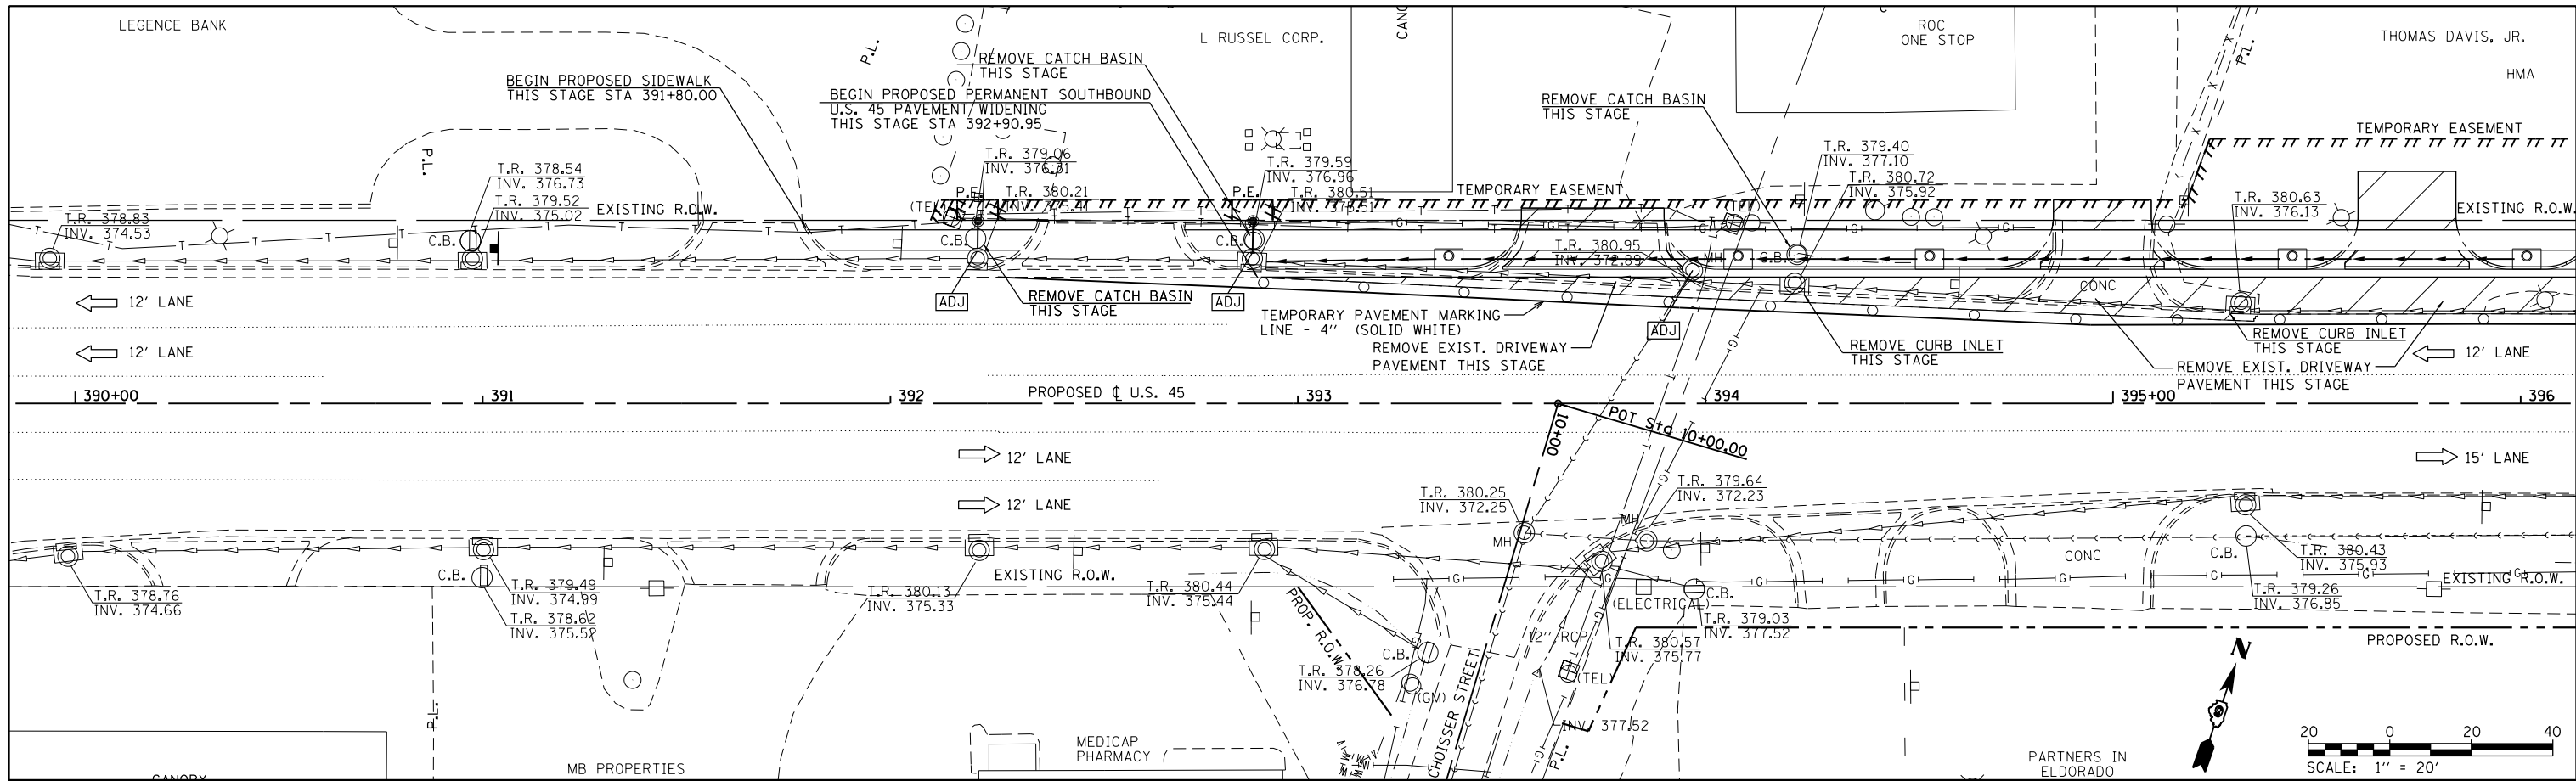 LEGENCE BANK
L RUSSEL CORP.
ROC
ONE STOP
THOMAS DAVIS, JR.
HMA
P.L.
P.L.
P.L.
REMOVE CATCH BASIN
THIS STAGE
BEGIN PROPOSED SIDEWALK
THIS STAGE STA 391+80.00
BEGIN PROPOSED PERMANENT SOUTHBOUND
U.S. 45 PAVEMENT WIDENING
THIS STAGE STA 392+90.95
REMOVE CATCH BASIN
THIS STAGE
TEMPORARY EASEMENT
T.R. 378.54
INV. 376.73
T.R. 379.52
INV. 375.02
T.R. 379.06
INV. 376.31
T.R. 380.21
T.R. 379.59
INV. 376.96
T.R. 380.51
INV. 375.51
T.R. 379.40
INV. 377.10
T.R. 380.72
INV. 375.92
T.R. 380.63
INV. 376.13
T.R. 378.83
INV. 374.53
EXISTING R.O.W.
P.E.
P.E.
(TEL)
TEMPORARY EASEMENT
(TEL)
EXISTING R.O.W.
C.B.
C.B.
C.B.
T.R. 380.95
INV. 372.89
MH
C.B.
CONC
ADJ
ADJ
ADJ
12' LANE
12' LANE
REMOVE CATCH BASIN
THIS STAGE
TEMPORARY PAVEMENT MARKING
LINE - 4" (SOLID WHITE)
REMOVE EXIST. DRIVEWAY
PAVEMENT THIS STAGE
REMOVE CURB INLET
THIS STAGE
REMOVE CURB INLET
THIS STAGE
12' LANE
REMOVE EXIST. DRIVEWAY
PAVEMENT THIS STAGE
390+00
391
392
PROPOSED ℄ U.S. 45
393
394
395+00
396
10+00
POT Sta 10+00.00
12' LANE
12' LANE
15' LANE
T.R. 380.25
INV. 372.25
T.R. 379.64
INV. 372.23
MH
MH
C.B.
CONC
C.B.
T.R. 380.43
INV. 375.93
T.R. 379.26
INV. 376.85
EXISTING R.O.W.
EXISTING R.O.W.
T.R. 378.76
INV. 374.66
T.R. 379.49
INV. 374.99
T.R. 378.62
INV. 375.52
T.R. 380.13
INV. 375.33
T.R. 380.44
INV. 375.44
PROP. R.O.W.
C.B.
T.R. 378.26
INV. 376.78
(GM)
(ELECTRICAL)
C.B.
T.R. 379.03
INV. 377.52
12" RCP
T.R. 380.57
INV. 375.77
(TEL)
INV. 377.52
PROPOSED R.O.W.
CHOISSER STREET
P.L.
P.L.
MB PROPERTIES
MEDICAP
PHARMACY
PARTNERS IN
ELDORADO
N
20 0 20 40
SCALE: 1" = 20'